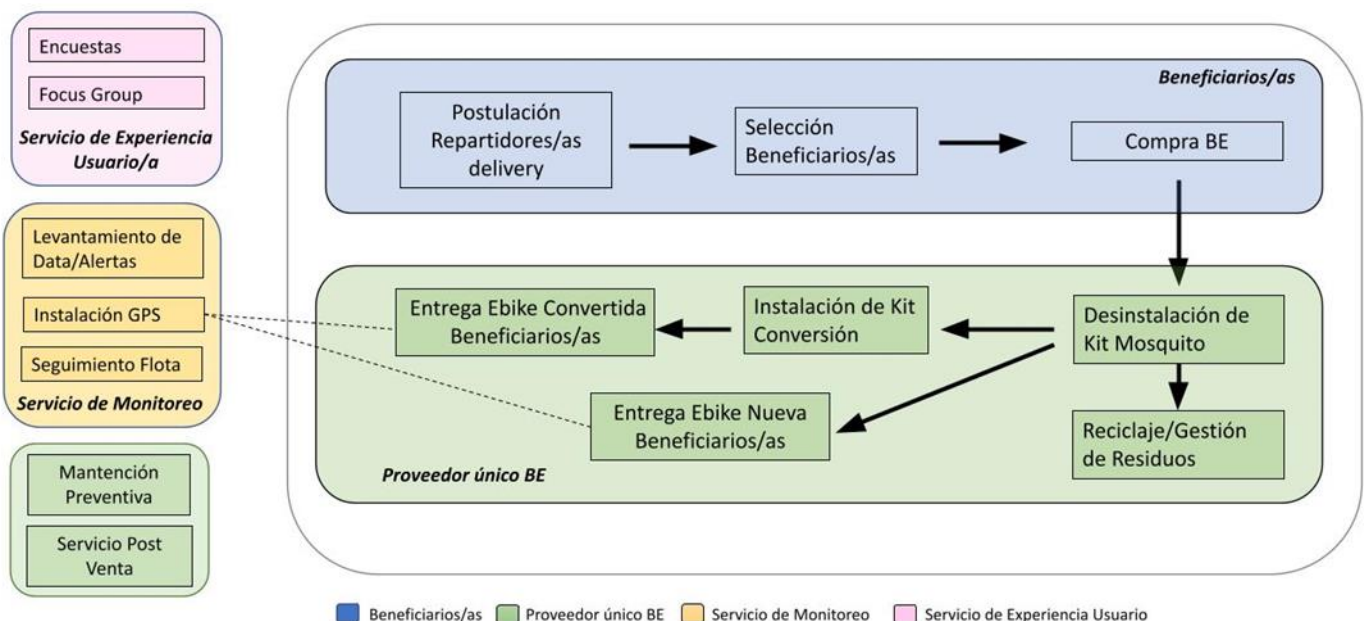 Encuestas
Focus Group
Servicio de Experiencia
Usuario/a
Levantamiento de
Data/Alertas
Instalación GPS
Seguimiento Flota
Servicio de Monitoreo
Mantención
Preventiva
Servicio Post
Venta
Beneficiarios/as
Postulación
Repartidores/as
delivery
Selección
Beneficiarios/as
Compra BE
Entrega Ebike Convertida
Beneficiarios/as
Instalación de Kit
Conversión
Desinstalación de
Kit Mosquito
Entrega Ebike Nueva
Beneficiarios/as
Reciclaje/Gestión
de Residuos
Proveedor único BE
Beneficiarios/as
Proveedor único BE
Servicio de Monitoreo
Servicio de Experiencia Usuario